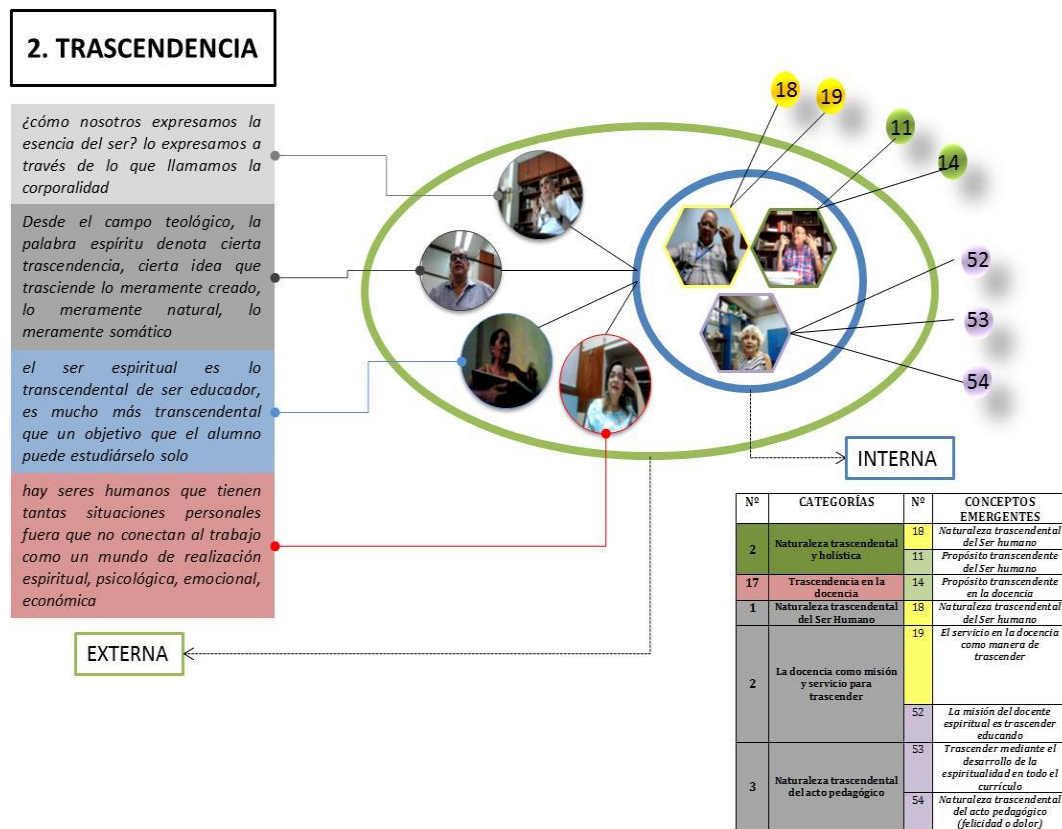 2. TRASCENDENCIA
¿cómo nosotros expresamos la
esencia del ser? lo expresamos a
través de lo que llamamos la
corporalidad
Desde el campo teológico, la
palabra espíritu denota cierta
trascendencia, cierta idea que
trasciende lo meramente creado,
lo meramente natural, lo
meramente somático
el ser espiritual es lo
transcendental de ser educador,
es mucho más transcendental
que un objetivo que el alumno
puede estudiárselo solo
hay seres humanos que tienen
tantas situaciones personales
fuera que no conectan al trabajo
como un mundo de realización
espiritual, psicológica, emocional,
económica
EXTERNA
18
19
11
14
52
53
54
INTERNA
Nº CATEGORÍAS Nº CONCEPTOS
EMERGENTES
2 Naturaleza trascendental
y holística
18 Naturaleza trascendental
del Ser humano
11 Propósito transcendente
del Ser humano
17 Trascendencia en la
docencia
14 Propósito transcendente
en la docencia
1 Naturaleza trascendental
del Ser Humano
18 Naturaleza trascendental
del Ser humano
2 La docencia como misión
y servicio para
trascender
19 El servicio en la docencia
como manera de
trascender
52 La misión del docente
espiritual es trascender
educando
3 Naturaleza trascendental
del acto pedagógico
53 Trascender mediante el
desarrollo de la
espiritualidad en todo el
currículo
54 Naturaleza trascendental
del acto pedagógico
(felicidad o dolor)